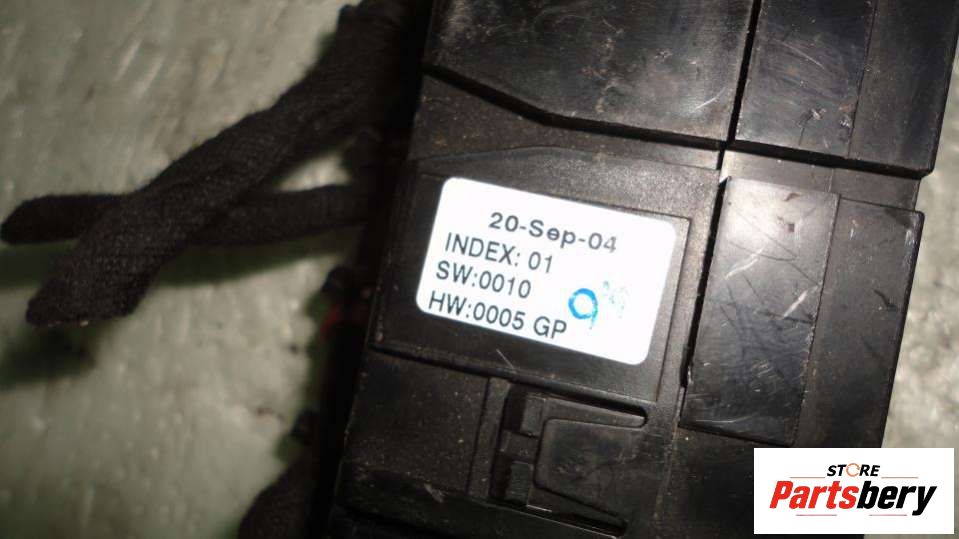 20-Sep-04
INDEX: 01
SW:0010
HW:0005 GP
STORE
Partsbery